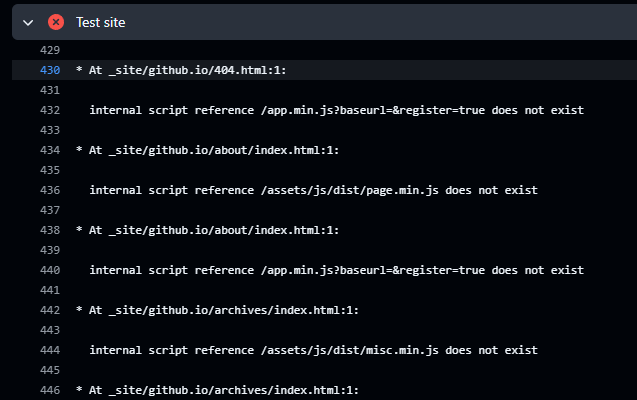 Test site
429
430 * At _site/github.io/404.html:1:
431
432 internal script reference /app.min.js?baseurl=&register=true does not exist
433
434 * At _site/github.io/about/index.html:1:
435
436 internal script reference /assets/js/dist/page.min.js does not exist
437
438 * At _site/github.io/about/index.html:1:
439
440 internal script reference /app.min.js?baseurl=&register=true does not exist
441
442 * At _site/github.io/archives/index.html:1:
443
444 internal script reference /assets/js/dist/misc.min.js does not exist
445
446 * At _site/github.io/archives/index.html:1: